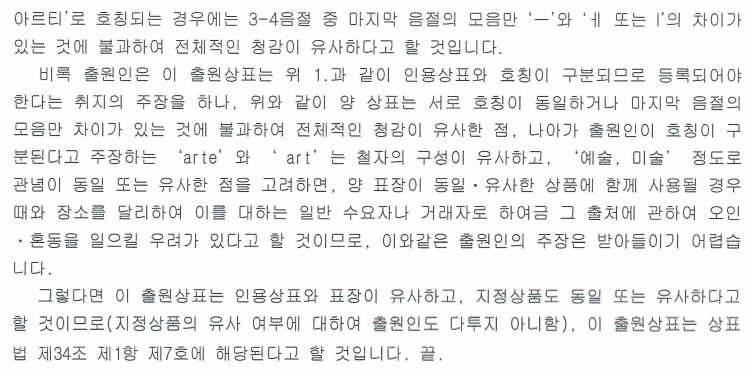 아르티’로 호칭되는 경우에는 3-4음절 중 마지막 음절의 모음만 ‘ㅡ’와 ‘ㅔ 또는 ㅣ’의 차이가
있는 것에 불과하여 전체적인 청감이 유사하다고 할 것입니다.
비록 출원인은 이 출원상표는 위 1.과 같이 인용상표와 호칭이 구분되므로 등록되어야
한다는 취지의 주장을 하나, 위와 같이 양 상표는 서로 호칭이 동일하거나 마지막 음절의
모음만 차이가 있는 것에 불과하여 전체적인 청감이 유사한 점, 나아가 출원인이 호칭이 구
분된다고 주장하는 ‘arte’와 ‘ art’는 철자의 구성이 유사하고, ‘예술, 미술’ 정도로
관념이 동일 또는 유사한 점을 고려하면, 양 표장이 동일·유사한 상품에 함께 사용될 경우
때와 장소를 달리하여 이를 대하는 일반 수요자나 거래자로 하여금 그 출처에 관하여 오인
·혼동을 일으킬 우려가 있다고 할 것이므로, 이와같은 출원인의 주장은 받아들이기 어렵습
니다.
그렇다면 이 출원상표는 인용상표와 표장이 유사하고, 지정상품도 동일 또는 유사하다고
할 것이므로(지정상품의 유사 여부에 대하여 출원인도 다투지 아니함), 이 출원상표는 상표
법 제34조 제1항 제7호에 해당된다고 할 것입니다. 끝.